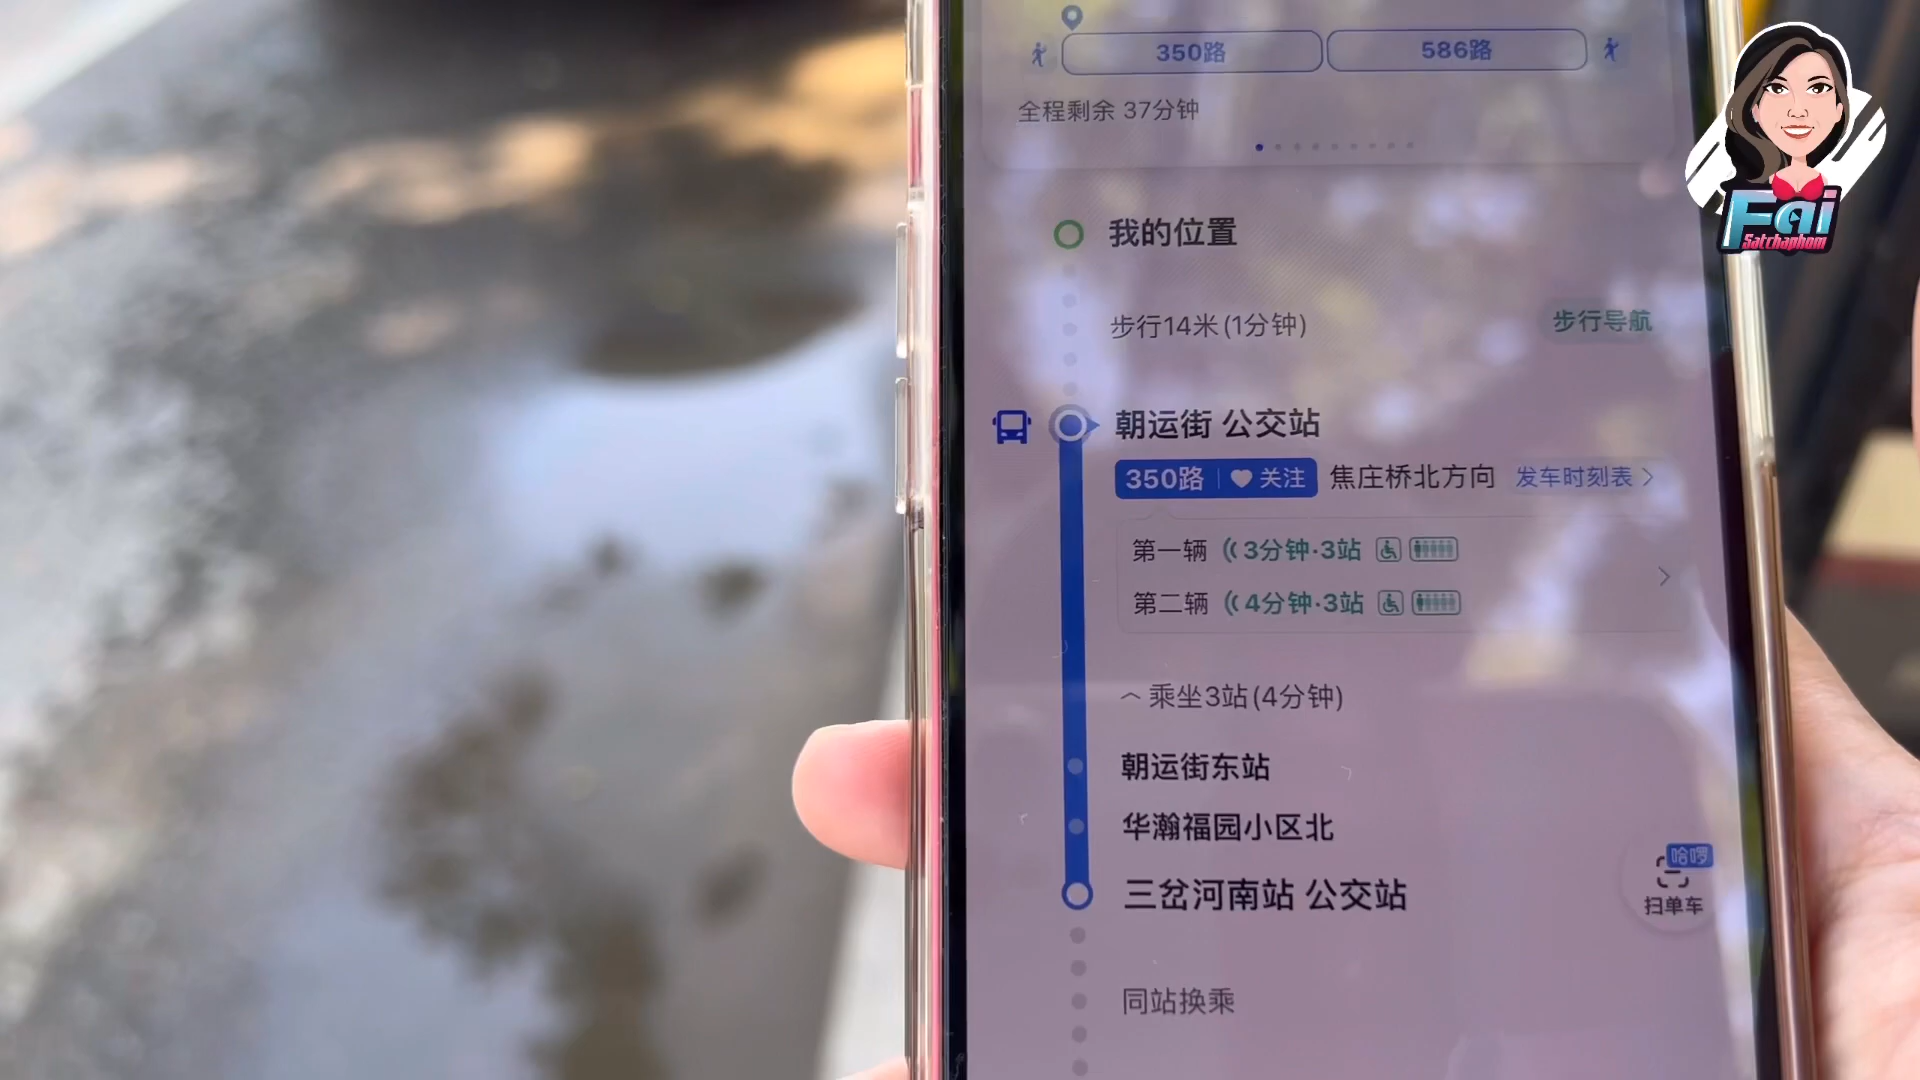 350路
586路
全程剩余 37分钟
我的位置
步行14米(1分钟)
步行导航
朝运街 公交站
350路 关注 焦庄桥北方向 发车时刻表
第一辆 3分钟·3站
第二辆 4分钟·3站
乘坐3站(4分钟)
朝运街东站
华瀚福园小区北
三岔河南站 公交站
哈啰
扫单车
同站换乘
Fai
Satchaphom